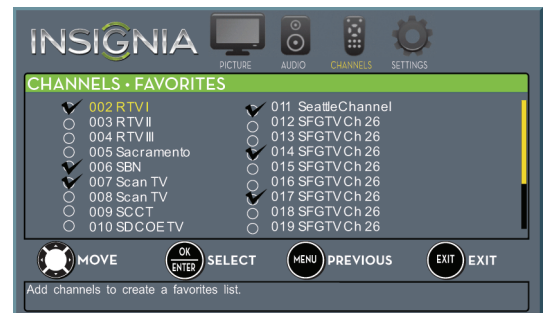 INSIGNIA
PICTURE AUDIO CHANNELS SETTINGS
CHANNELS • FAVORITES
002 RTV I
003 RTV II
004 RTV III
005 Sacramento
006 SBN
007 Scan TV
008 Scan TV
009 SCCT
010 SDCOE TV
011 SeattleChannel
012 SFGTV Ch 26
013 SFGTV Ch 26
014 SFGTV Ch 26
015 SFGTV Ch 26
016 SFGTV Ch 26
017 SFGTV Ch 26
018 SFGTV Ch 26
019 SFGTV Ch 26
MOVE OK ENTER SELECT MENU PREVIOUS EXIT EXIT
Add channels to create a favorites list.